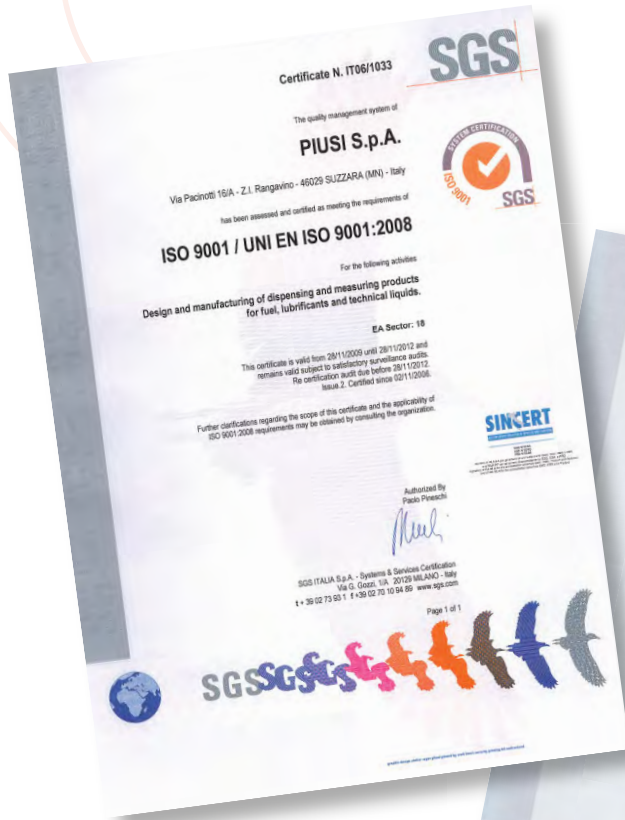 Certificate N. IT06/1033
SGS
The quality management system of
PIUSI S.p.A.
Via Pacinotti 16/A - Z.I. Rangavino - 46029 SUZZARA (MN) - Italy
has been assessed and certified as meeting the requirements of
ISO 9001 / UNI EN ISO 9001:2008
SYSTEM CERTIFICATION
ISO 9001
SGS
For the following activities
Design and manufacturing of dispensing and measuring products
for fuel, lubrificants and technical liquids.
EA Sector: 18
This certificate is valid from 28/11/2009 until 28/11/2012 and
remains valid subject to satisfactory surveillance audits.
Re certification audit due before 28/11/2012.
Issue 2. Certified since 02/11/2006.
Further clarifications regarding the scope of this certificate and the applicability of
ISO 9001:2008 requirements may be obtained by consulting the organization.
SINCERT
Authorized By
Paolo Pineschi
SGS ITALIA S.p.A. - Systems & Services Certification
Via G. Gozzi, 1/A 20129 MILANO - Italy
t + 39 02 73 93 1 f +39 02 70 10 94 89 www.sgs.com
Page 1 of 1
SGSSGSSGS